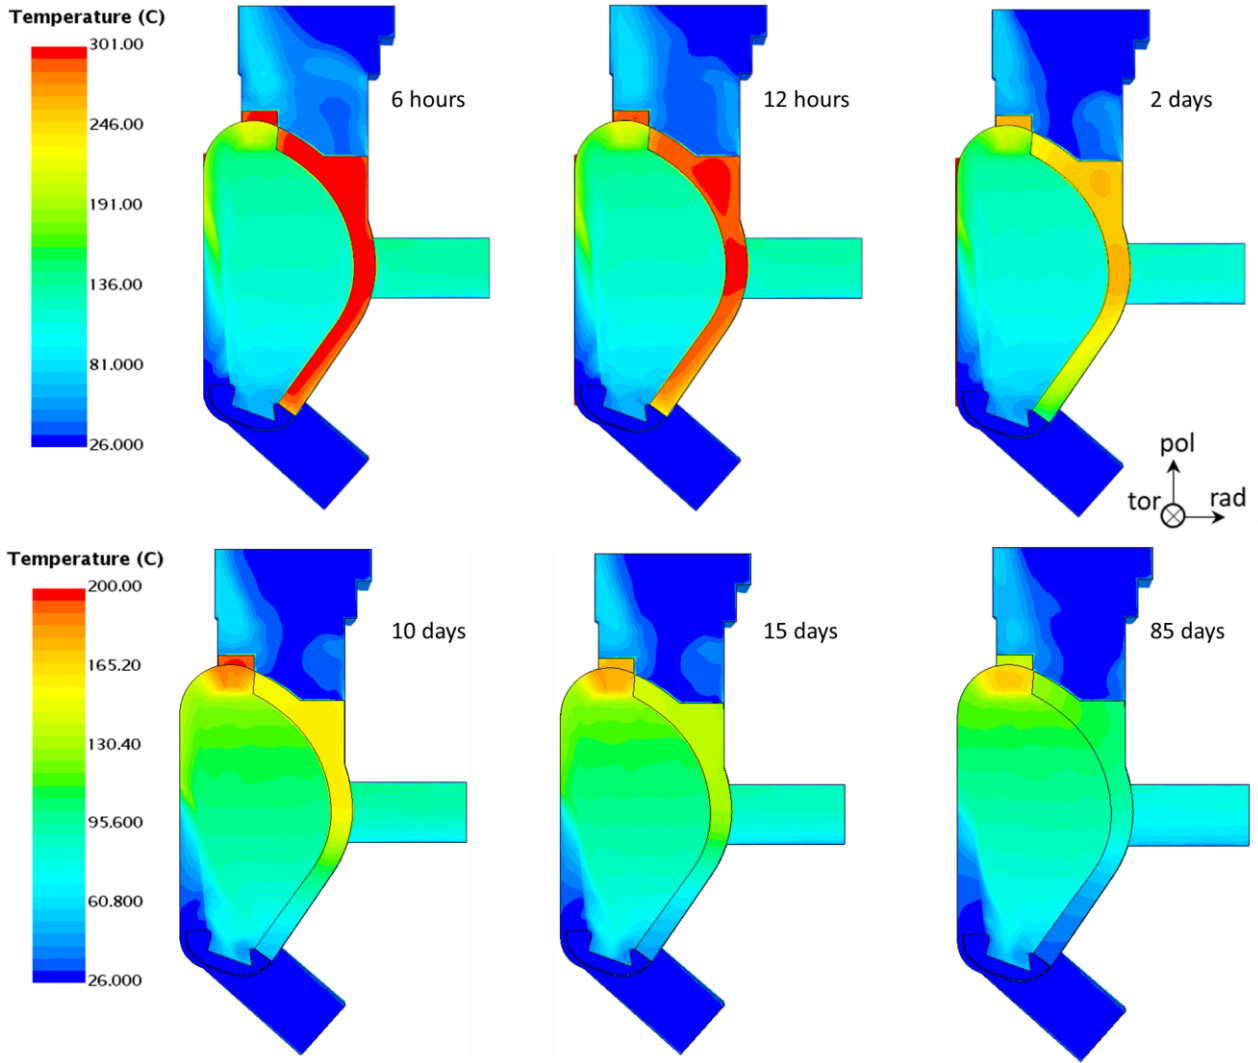 Temperature (C)
301.00
246.00
191.00
136.00
81.000
26.000
6 hours
12 hours
2 days
pol
tor
rad
Temperature (C)
200.00
165.20
130.40
95.600
60.800
26.000
10 days
15 days
85 days